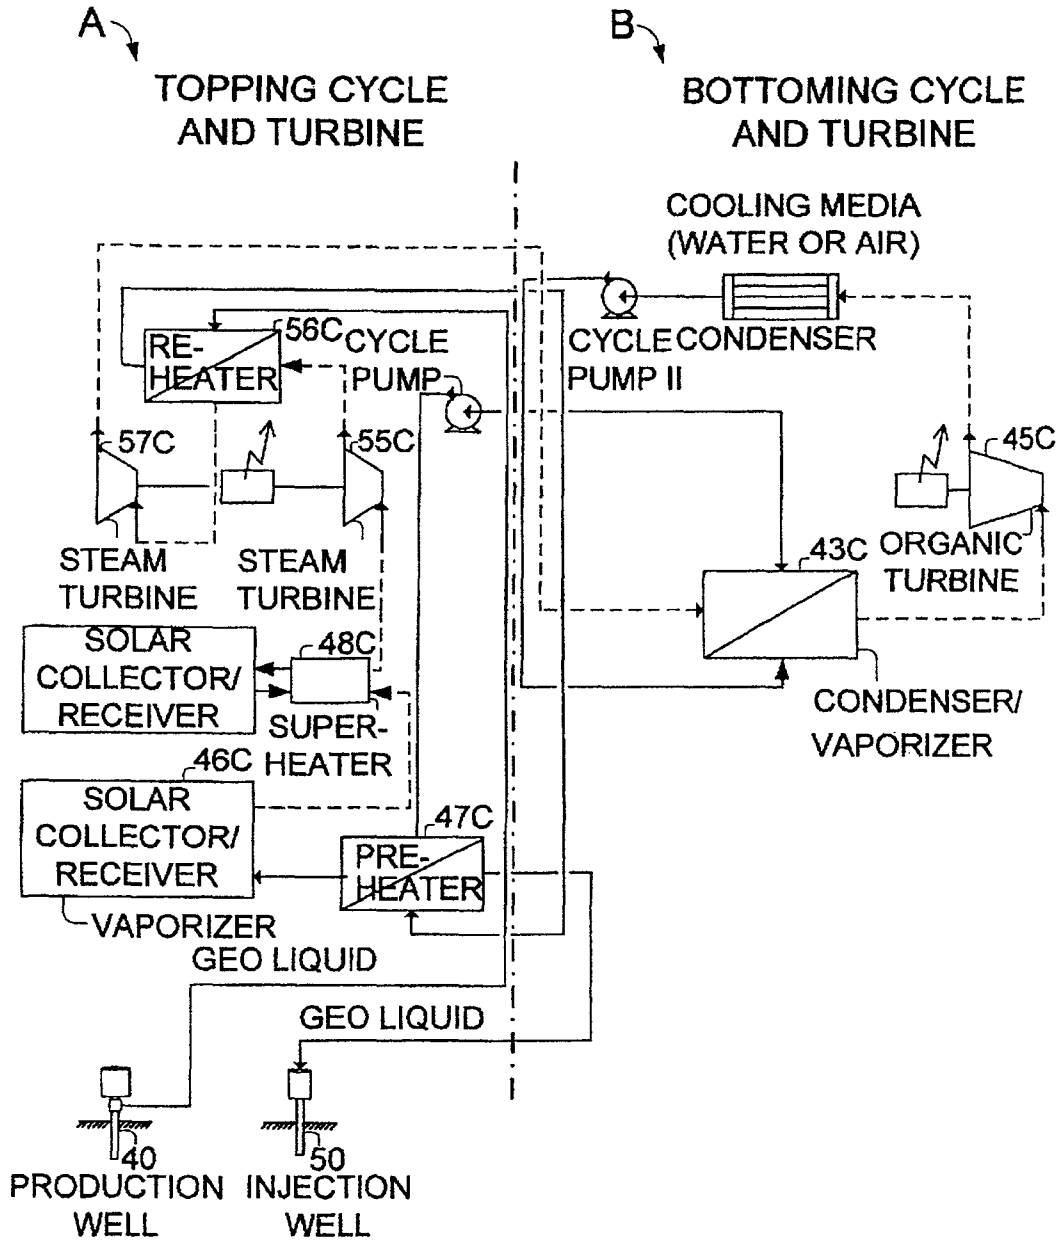 A
B
TOPPING CYCLE
AND TURBINE
BOTTOMING CYCLE
AND TURBINE
COOLING MEDIA
(WATER OR AIR)
CONDENSER
CYCLE
PUMP II
56C
RE-
HEATER
CYCLE
PUMP
57C
55C
45C
STEAM
TURBINE
STEAM
TURBINE
ORGANIC
TURBINE
43C
CONDENSER/
VAPORIZER
SOLAR
COLLECTOR/
RECEIVER
48C
SUPER-
HEATER
46C
SOLAR
COLLECTOR/
RECEIVER
VAPORIZER
47C
PRE-
HEATER
GEO LIQUID
GEO LIQUID
40
PRODUCTION
WELL
50
INJECTION
WELL